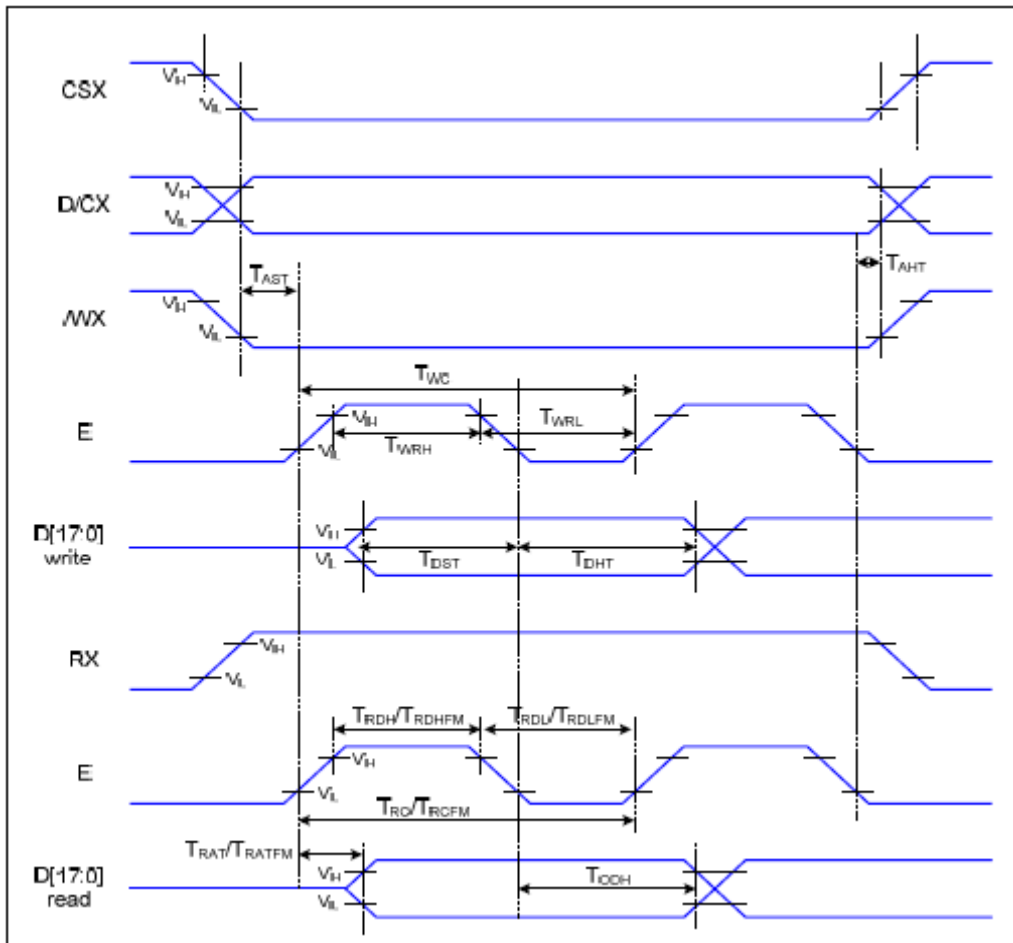 CSX
VIH
VIL
D/CX
VIH
VIL
TAST
TAHT
/WX
VIH
VIL
TWC
E
VIH
TWRL
VIL
TWRH
D[17:0]
write
VIH
VIL
TDST
TDHT
RX
VIH
VIL
TRDH/TRDHFM
TRDL/TRDLFM
E
VIH
VIL
TRC/TRCFM
TRAT/TRATFM
D[17:0]
read
VIH
VIL
TODH